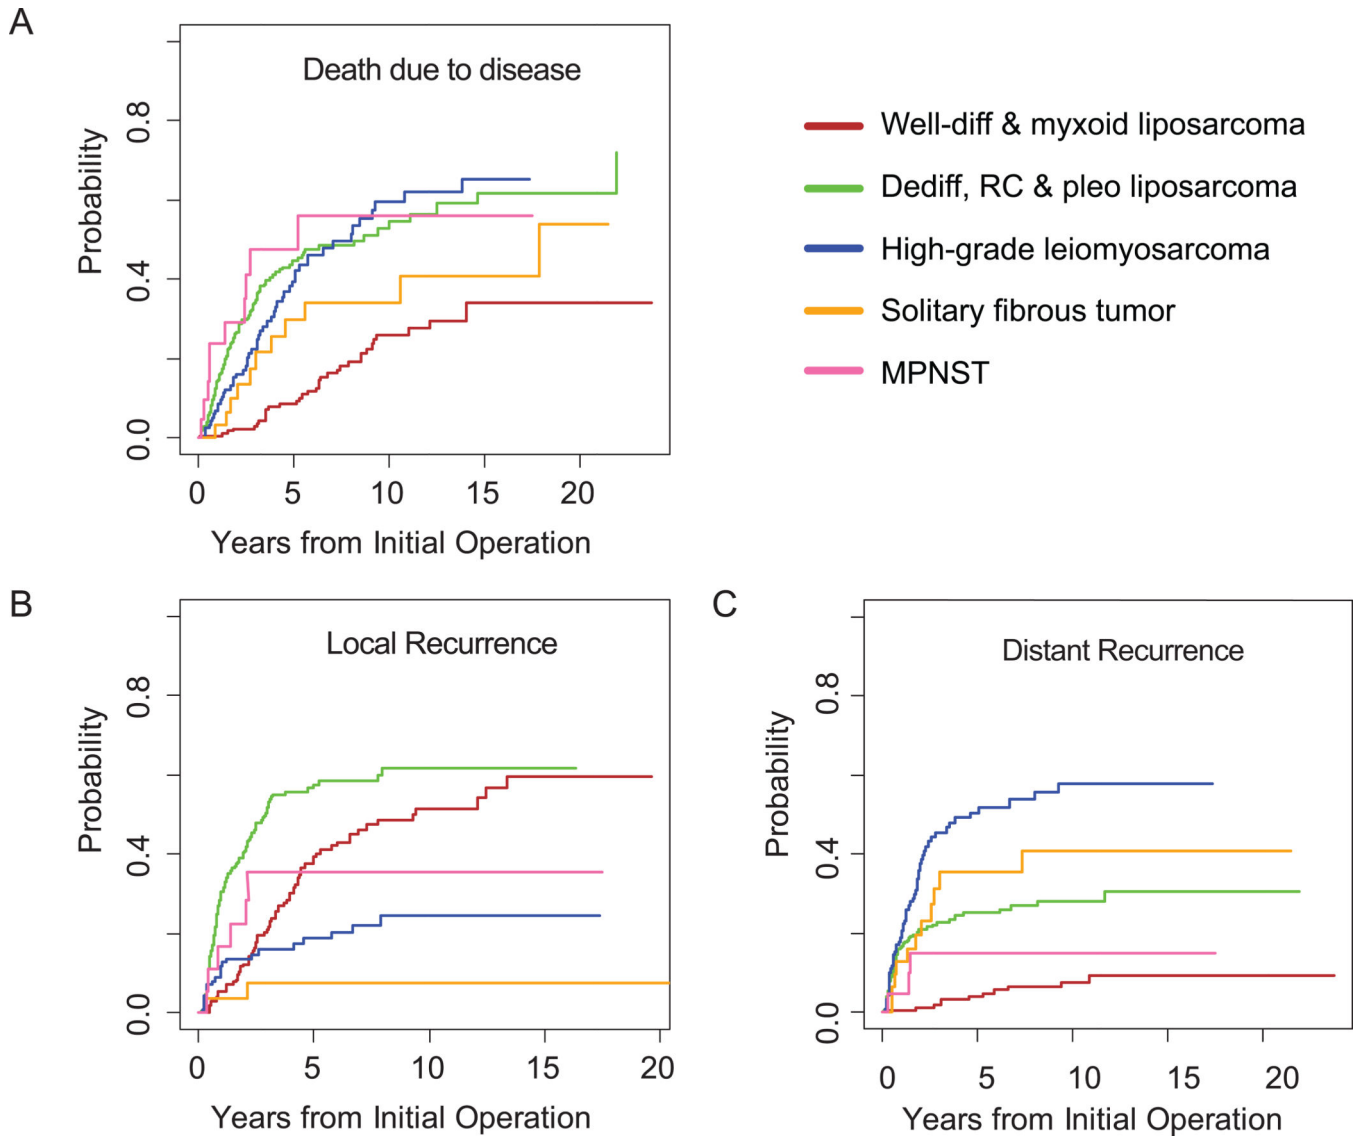 A
Death due to disease
Probability
0.8
0.4
0.0
0 5 10 15 20
Years from Initial Operation
Well-diff & myxoid liposarcoma
Dediff, RC & pleo liposarcoma
High-grade leiomyosarcoma
Solitary fibrous tumor
MPNST
B
Local Recurrence
Probability
0.8
0.4
0.0
0 5 10 15 20
Years from Initial Operation
C
Distant Recurrence
Probability
0.8
0.4
0.0
0 5 10 15 20
Years from Initial Operation